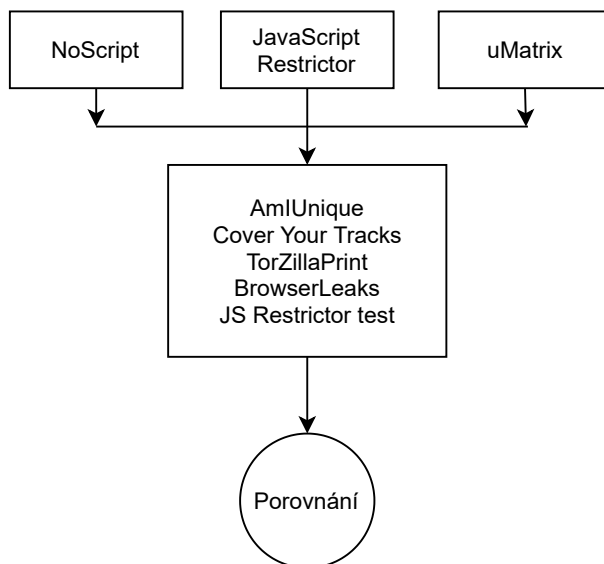 NoScript
JavaScript
Restrictor
uMatrix
AmIUnique
Cover Your Tracks
TorZillaPrint
BrowserLeaks
JS Restrictor test
Porovnání